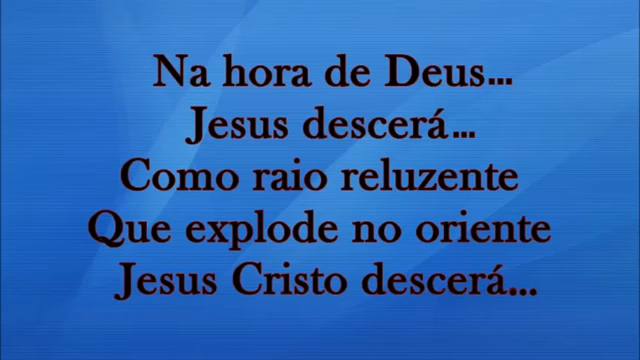 Na hora de Deus...
Jesus descerá...
Como raio reluzente
Que explode no oriente
Jesus Cristo descerá...